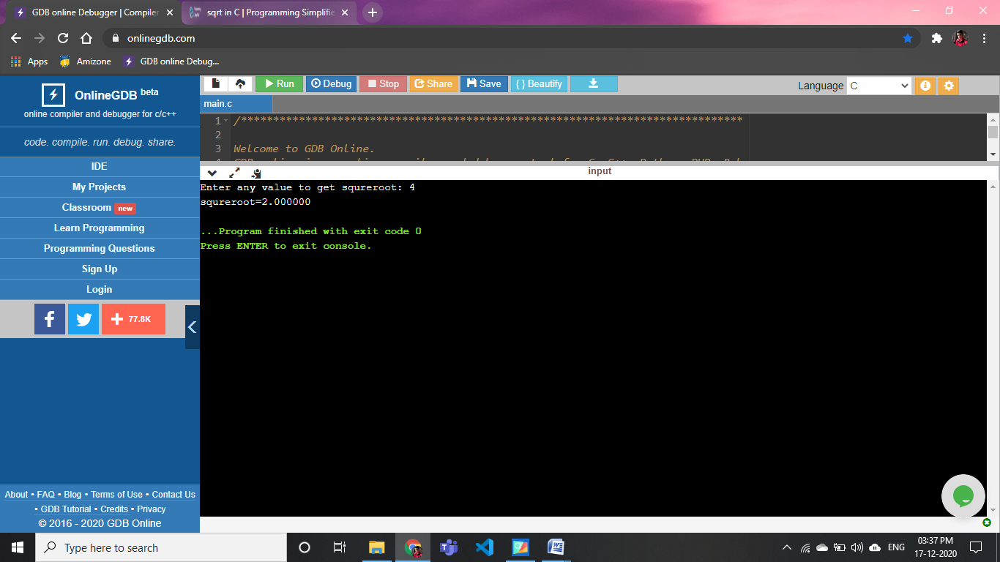 GDB online Debugger | Compiler
sqrt in C | Programming Simplifie
onlinegdb.com
Apps
Amizone
GDB online Debug...
OnlineGDB beta
online compiler and debugger for c/c++
code. compile. run. debug. share.
IDE
My Projects
Classroom new
Learn Programming
Programming Questions
Sign Up
Login
77.8K
About • FAQ • Blog • Terms of Use • Contact Us
• GDB Tutorial • Credits • Privacy
© 2016 - 2020 GDB Online
Run
Debug
Stop
Share
Save
{ } Beautify
Language C
main.c
1 /******************************************************************************
2
3 Welcome to GDB Online.
input
Enter any value to get squreroot: 4
squreroot=2.000000
...Program finished with exit code 0
Press ENTER to exit console.
Type here to search
ENG
03:37 PM
17-12-2020